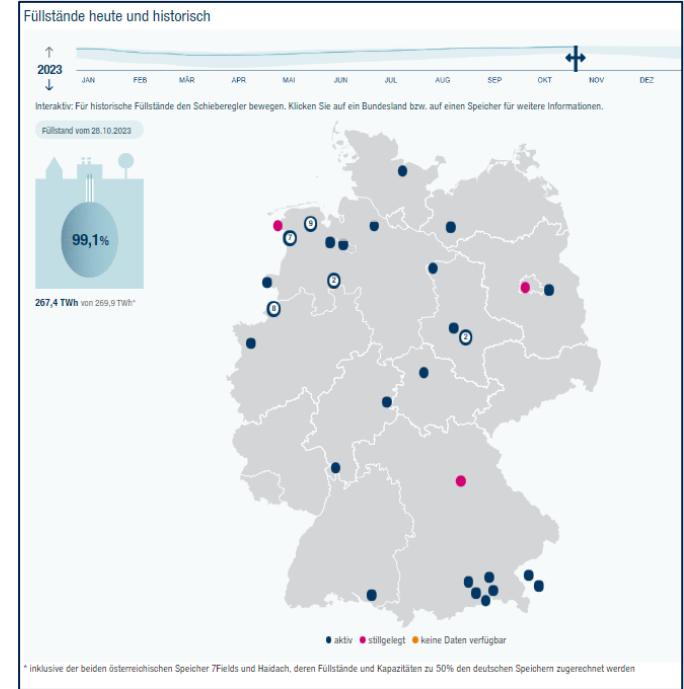 Füllstände heute und historisch
2023
JAN FEB MÄR APR MAI JUN JUL AUG SEP OKT NOV DEZ
Interaktiv: Für historische Füllstände den Schieberegler bewegen. Klicken Sie auf ein Bundesland bzw. auf einen Speicher für weitere Informationen.
Füllstand vom 28.10.2023
9
7
99,1%
2
267,4 TWh von 269,9 TWh*
8
2
aktiv stillgelegt keine Daten verfügbar
* inklusive der beiden österreichischen Speicher 7Fields und Haidach, deren Füllstände und Kapazitäten zu 50% den deutschen Speichern zugerechnet werden